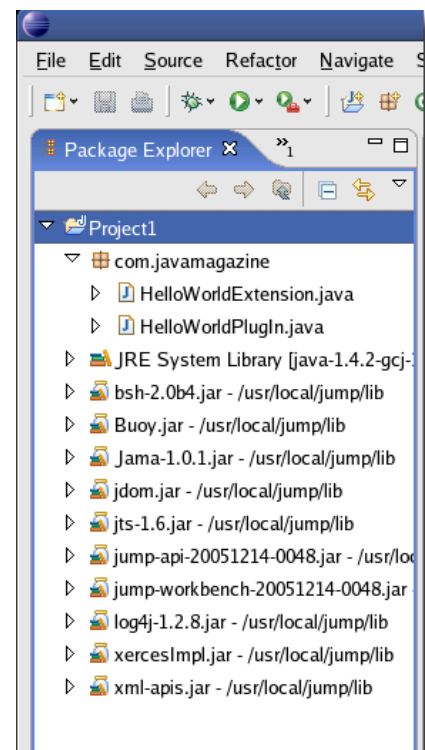 File Edit Source Refactor Navigate S
Package Explorer »1
Project1
com.javamagazine
HelloWorldExtension.java
HelloWorldPlugIn.java
JRE System Library [java-1.4.2-gcj-
bsh-2.0b4.jar - /usr/local/jump/lib
Buoy.jar - /usr/local/jump/lib
Jama-1.0.1.jar - /usr/local/jump/lib
jdom.jar - /usr/local/jump/lib
jts-1.6.jar - /usr/local/jump/lib
jump-api-20051214-0048.jar - /usr/loc
jump-workbench-20051214-0048.jar -
log4j-1.2.8.jar - /usr/local/jump/lib
xercesImpl.jar - /usr/local/jump/lib
xml-apis.jar - /usr/local/jump/lib